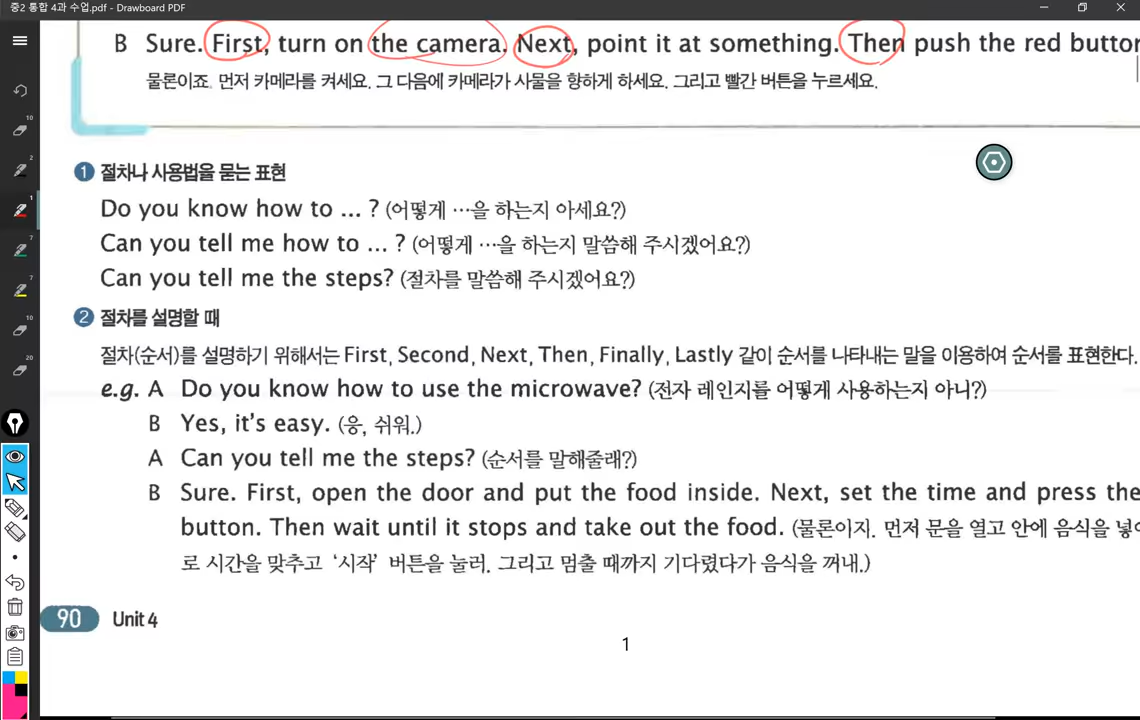 중2 통합 4과 수업.pdf - Drawboard PDF
B Sure. First, turn on the camera. Next, point it at something. Then push the red button
물론이죠. 먼저 카메라를 켜세요. 그 다음에 카메라가 사물을 향하게 하세요. 그리고 빨간 버튼을 누르세요.
1 절차나 사용법을 묻는 표현
Do you know how to ... ? (어떻게 …을 하는지 아세요?)
Can you tell me how to ... ? (어떻게 …을 하는지 말씀해 주시겠어요?)
Can you tell me the steps? (절차를 말씀해 주시겠어요?)
2 절차를 설명할 때
절차(순서)를 설명하기 위해서는 First, Second, Next, Then, Finally, Lastly 같이 순서를 나타내는 말을 이용하여 순서를 표현한다.
e.g. A Do you know how to use the microwave? (전자 레인지를 어떻게 사용하는지 아니?)
B Yes, it's easy. (응, 쉬워.)
A Can you tell me the steps? (순서를 말해줄래?)
B Sure. First, open the door and put the food inside. Next, set the time and press the
button. Then wait until it stops and take out the food. (물론이지. 먼저 문을 열고 안에 음식을 넣어
로 시간을 맞추고 '시작' 버튼을 눌러. 그리고 멈출 때까지 기다렸다가 음식을 꺼내.)
90 Unit 4
1
10
2
1
7
7
10
20